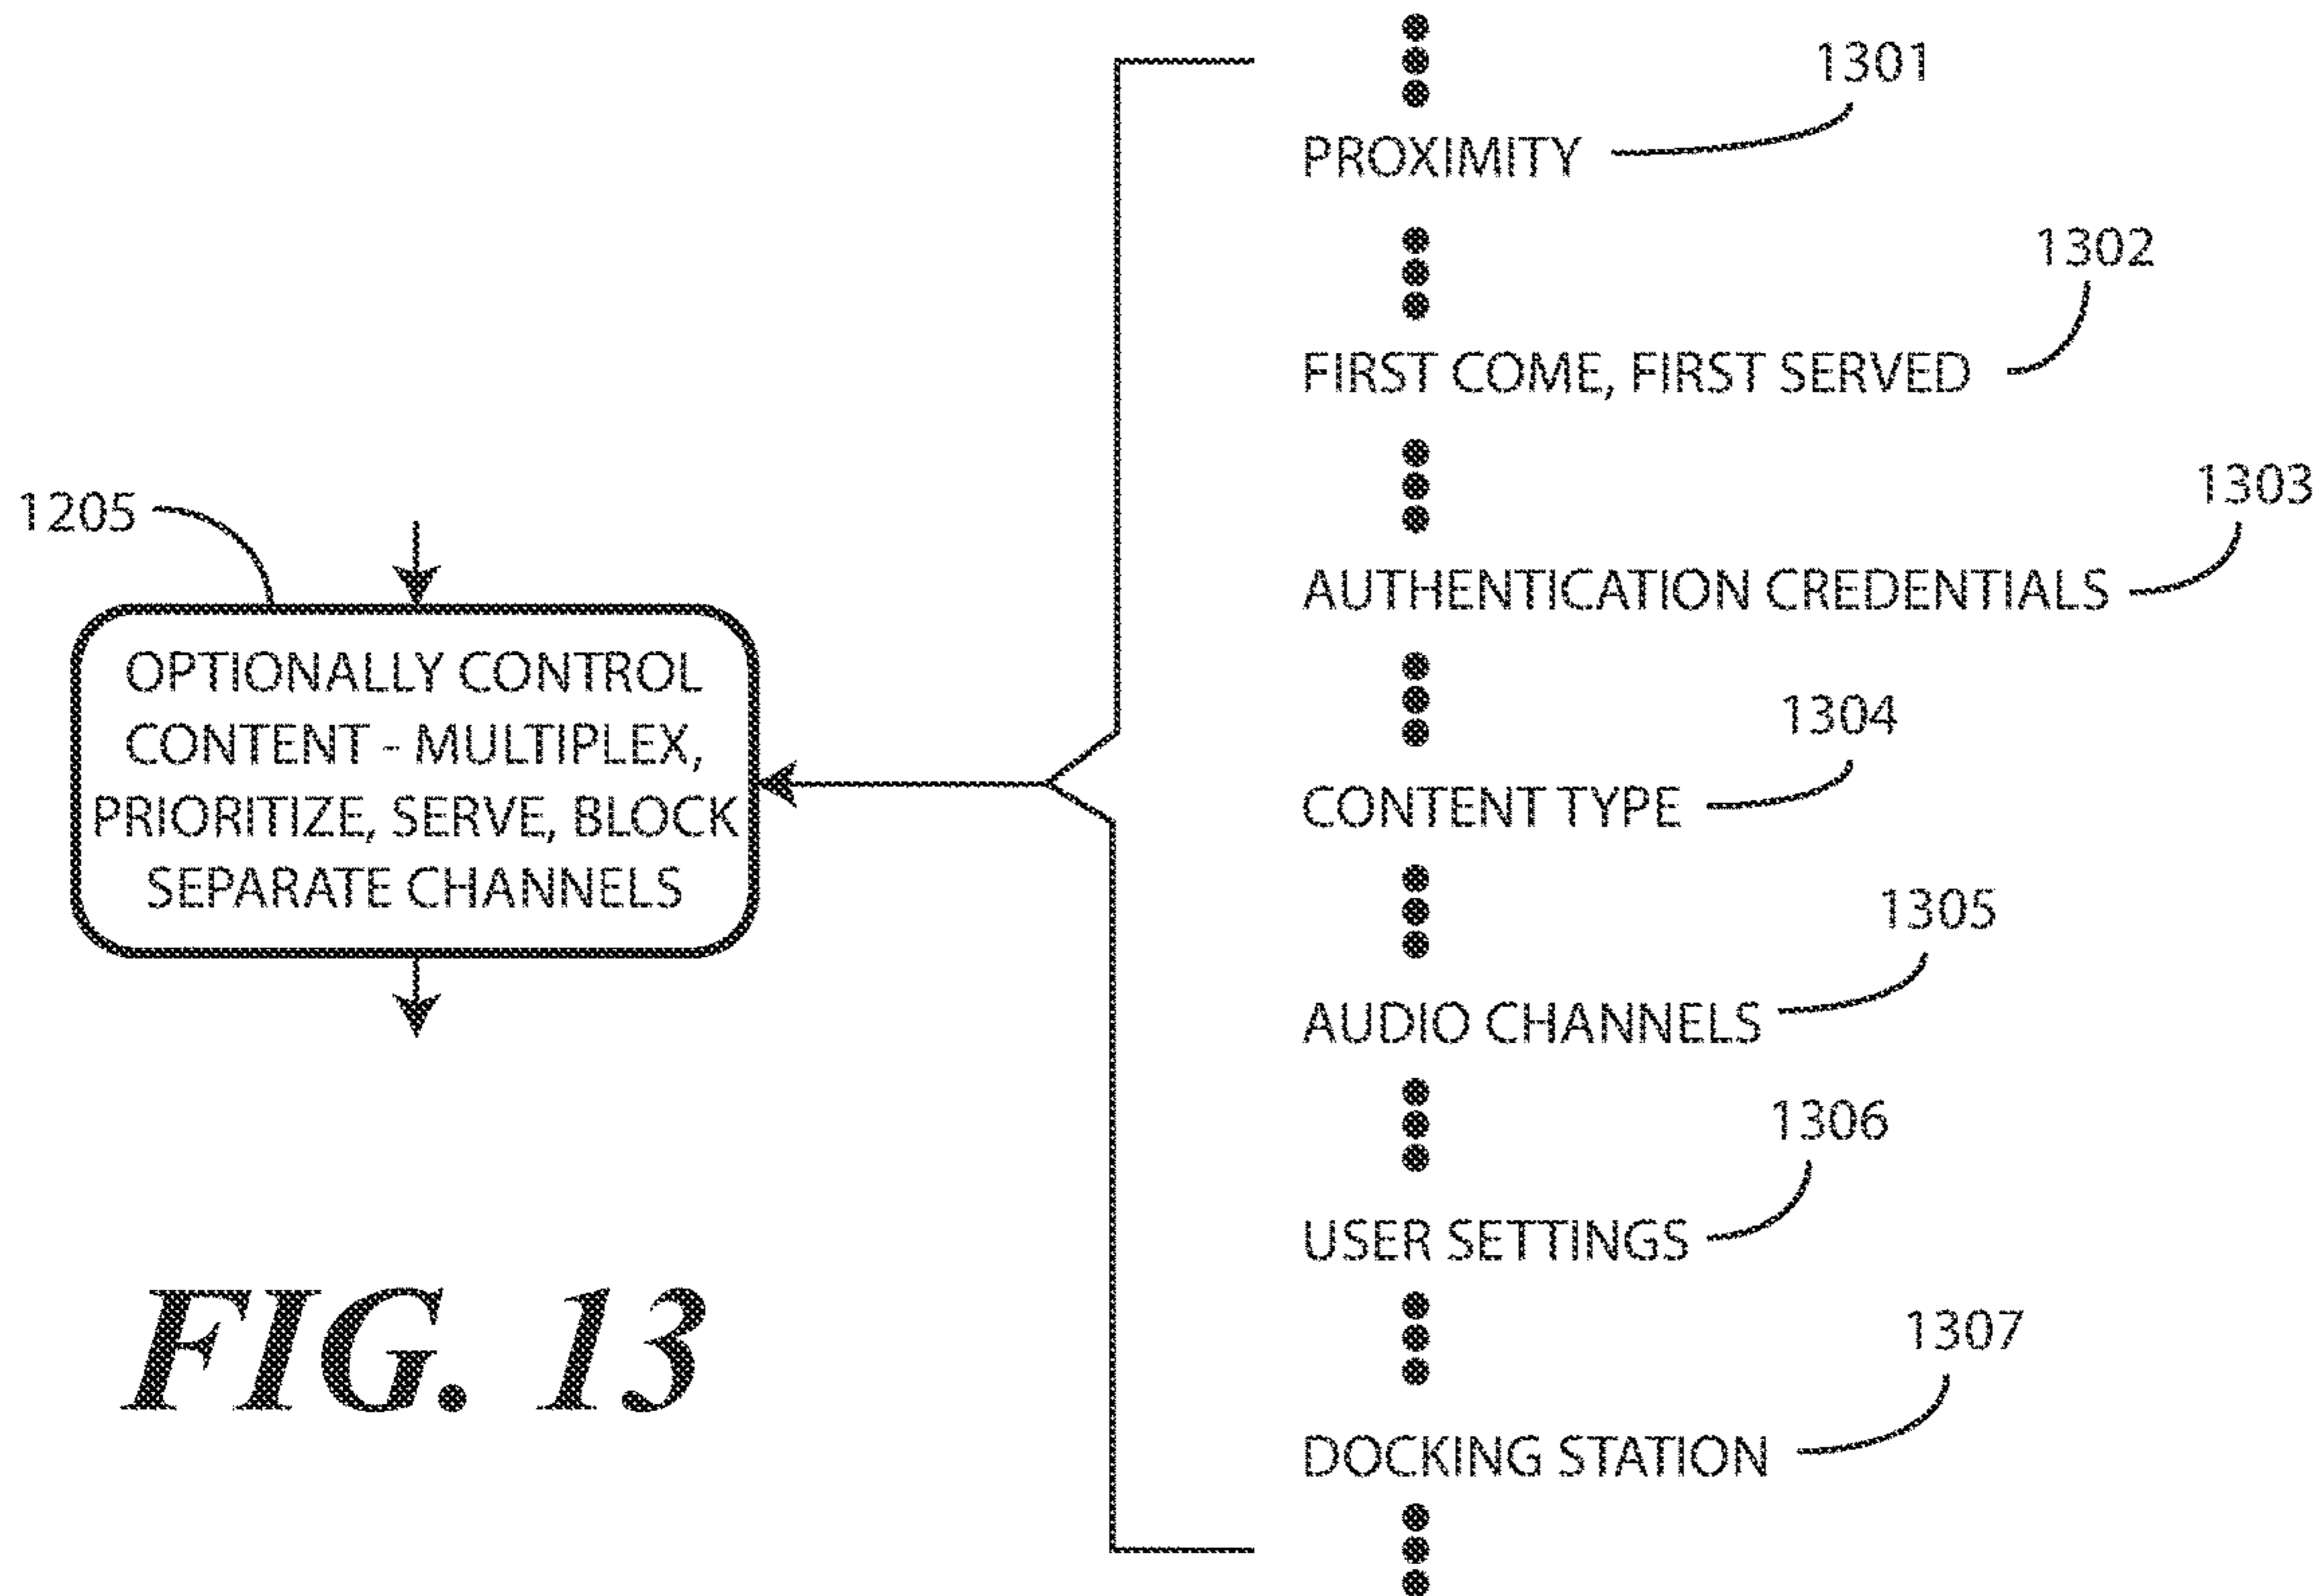 1301
PROXIMITY
1302
FIRST COME, FIRST SERVED
1303
AUTHENTICATION CREDENTIALS
1205
OPTIONALLY CONTROL
CONTENT - MULTIPLEX,
PRIORITIZE, SERVE, BLOCK
SEPARATE CHANNELS
1304
CONTENT TYPE
1305
AUDIO CHANNELS
1306
USER SETTINGS
1307
DOCKING STATION
FIG. 13